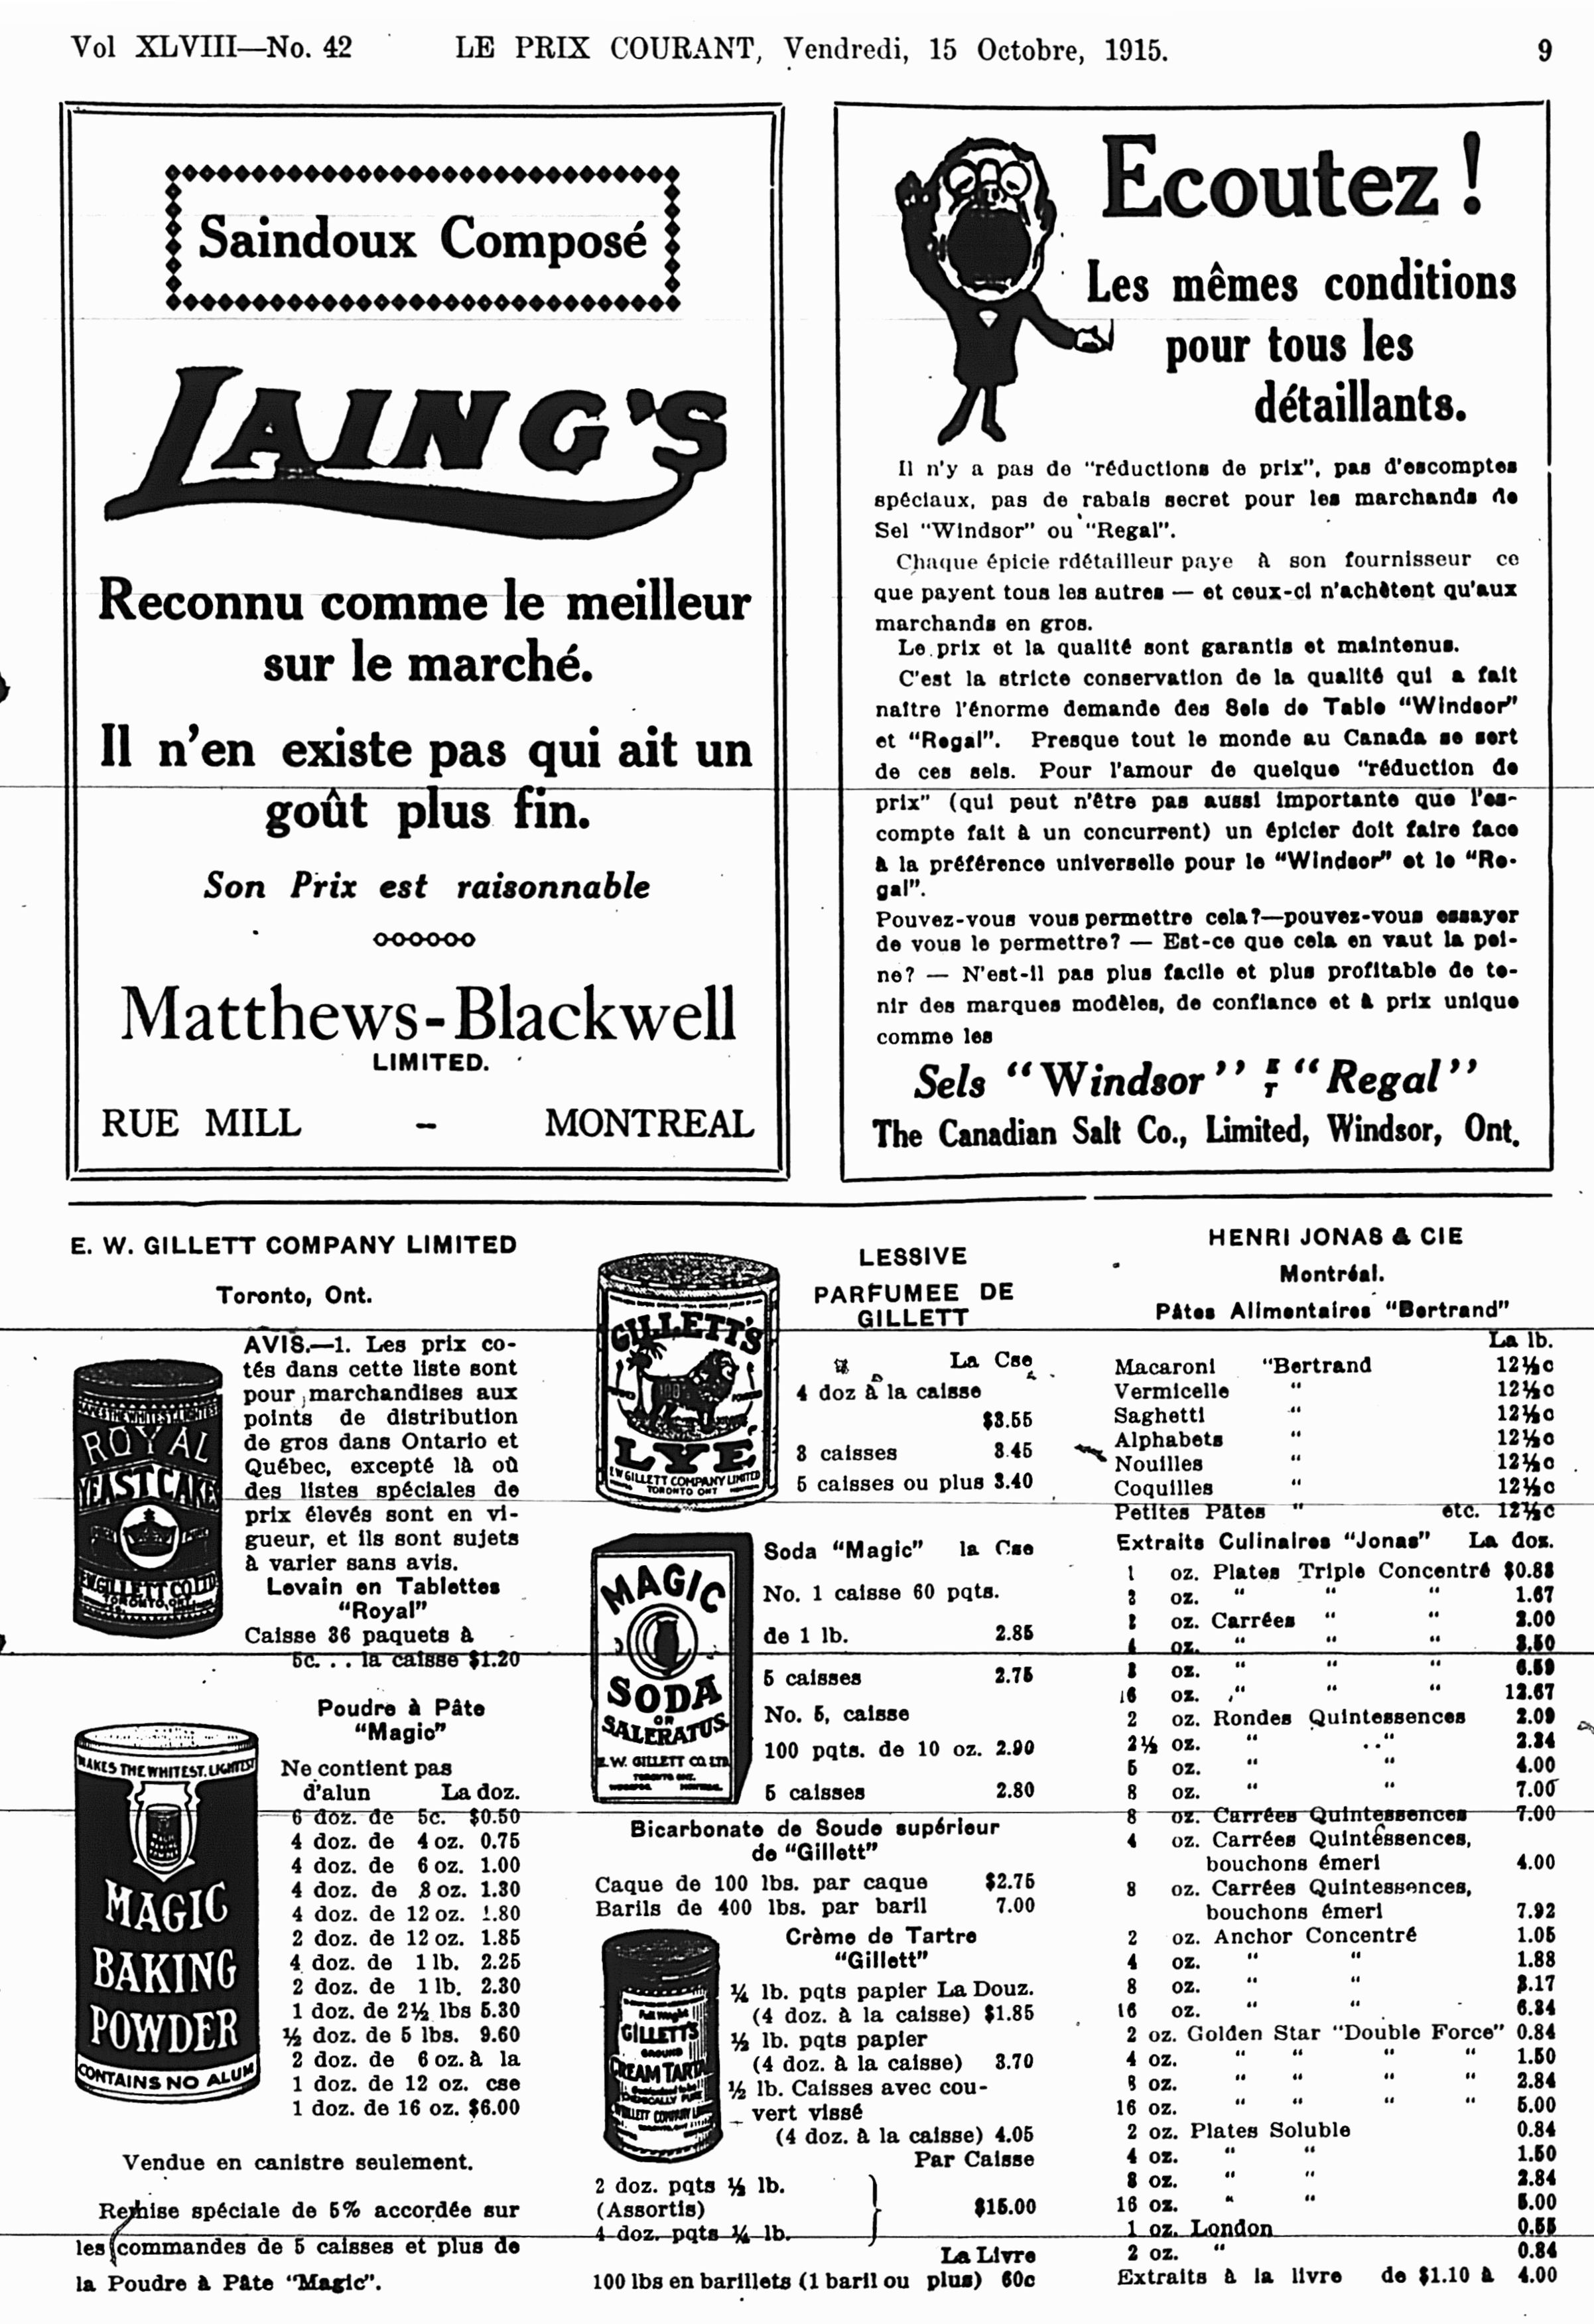 Vol XLVIII—No. 42 LE PRIX COURANT, Vendredi, 15 Octobre, 1915. 9
Saindoux Composé
LAING'S
Reconnu comme le meilleur
sur le marché.
Il n'en existe pas qui ait un
goût plus fin.
Son Prix est raisonnable
Matthews-Blackwell
LIMITED.
RUE MILL - MONTREAL
Ecoutez!
Les mêmes conditions
pour tous les
détaillants.
Il n'y a pas de "réductions de prix", pas d'escomptes
spéciaux, pas de rabais secret pour les marchands de
Sel "Windsor" ou "Regal".
Chaque épicie rdétailleur paye à son fournisseur ce
que payent tous les autres — et ceux-ci n'achètent qu'aux
marchands en gros.
Le prix et la qualité sont garantis et maintenus.
C'est la stricte conservation de la qualité qui a fait
naître l'énorme demande des Sels de Table "Windsor"
et "Regal". Presque tout le monde au Canada se sert
de ces sels. Pour l'amour de quelque "réduction de
prix" (qui peut n'être pas aussi importante que l'es-
compte fait à un concurrent) un épicier doit faire face
à la préférence universelle pour le "Windsor" et le "Re-
gal".
Pouvez-vous vous permettre cela?—pouvez-vous essayer
de vous le permettre? — Est-ce que cela en vaut la pei-
ne? — N'est-il pas plus facile et plus profitable de te-
nir des marques modèles, de confiance et à prix unique
comme les
Sels "Windsor" ET "Regal"
The Canadian Salt Co., Limited, Windsor, Ont.
E. W. GILLETT COMPANY LIMITED
Toronto, Ont.
AVIS.—1. Les prix co-
tés dans cette liste sont
pour marchandises aux
points de distribution
de gros dans Ontario et
Québec, excepté là où
des listes spéciales de
prix élevés sont en vi-
gueur, et ils sont sujets
à varier sans avis.
ROYAL
YEAST CAKES
E.W. GILLETT CO LTD
TORONTO, ONT.
Levain en Tablettes
"Royal"
Caisse 36 paquets à
5c. . . la caisse $1.20
Poudre à Pâte
"Magic"
Ne contient pas
d'alun La doz.
6 doz. de 5c. $0.50
4 doz. de 4 oz. 0.75
4 doz. de 6 oz. 1.00
4 doz. de 8 oz. 1.30
4 doz. de 12 oz. 1.80
2 doz. de 12 oz. 1.85
4 doz. de 1 lb. 2.25
2 doz. de 1 lb. 2.30
1 doz. de 2½ lbs 5.30
½ doz. de 5 lbs. 9.60
2 doz. de 6 oz. à la
1 doz. de 12 oz. cse
1 doz. de 16 oz. $6.00
MAKES THE WHITEST, LIGHTEST
MAGIC
BAKING
POWDER
CONTAINS NO ALUM
Vendue en canistre seulement.
Remise spéciale de 5% accordée sur
les commandes de 5 caisses et plus de
la Poudre à Pâte "Magic".
GILLETT'S
LYE
E W GILLETT COMPANY LIMITED
TORONTO ONT
LESSIVE
PARFUMEE DE
GILLETT
La Cse
4 doz à la caisse
$3.55
3 caisses 3.45
5 caisses ou plus 3.40
MAGIC
SODA
OR
SALERATUS
E. W. GILLETT CO. LTD.
TORONTO ONT.
Soda "Magic" la Cse
No. 1 caisse 60 pqts.
de 1 lb. 2.85
5 caisses 2.75
No. 5, caisse
100 pqts. de 10 oz. 2.90
5 caisses 2.80
Bicarbonate de Soude supérieur
de "Gillett"
Caque de 100 lbs. par caque $2.75
Barils de 400 lbs. par baril 7.00
GILLETT'S
CREAM TARTAR
CHEMICALLY PURE
Crème de Tartre
"Gillett"
¼ lb. pqts papier La Douz.
(4 doz. à la caisse) $1.85
½ lb. pqts papier
(4 doz. à la caisse) 3.70
½ lb. Caisses avec cou-
vert vissé
(4 doz. à la caisse) 4.05
Par Caisse
2 doz. pqts ½ lb.
(Assortis) $15.00
4 doz. pqts ¼ lb.
La Livre
100 lbs en barillets (1 baril ou plus) 60c
HENRI JONAS & CIE
Montréal.
Pâtes Alimentaires "Bertrand"
La lb.
Macaroni "Bertrand 12½c
Vermicelle " 12½c
Saghetti " 12½c
Alphabets " 12½c
Nouilles " 12½c
Coquilles " 12½c
Petites Pâtes " etc. 12½c
Extraits Culinaires "Jonas" La doz.
1 oz. Plates Triple Concentré $0.88
2 oz. " " " 1.67
2 oz. Carrées " " 2.00
4 oz. " " " 3.50
8 oz. " " "
16 oz. " " " 12.67
2 oz. Rondes Quintessences 2.09
2½ oz. " " 2.34
5 oz. " " 4.00
8 oz. " " 7.00
8 oz. Carrées Quintessences 7.00
4 oz. Carrées Quintessences,
bouchons émeri 4.00
8 oz. Carrées Quintessences,
bouchons émeri 7.92
2 oz. Anchor Concentré 1.05
4 oz. " " 1.88
8 oz. " " 3.17
16 oz. " " 6.34
2 oz. Golden Star "Double Force" 0.84
4 oz. " " " " 1.50
8 oz. " " " " 2.84
16 oz. " " " " 5.00
2 oz. Plates Soluble 0.84
4 oz. " " 1.50
8 oz. " " 2.84
16 oz. " " 5.00
1 oz. London 0.55
2 oz. " 0.84
Extraits à la livre de $1.10 à 4.00